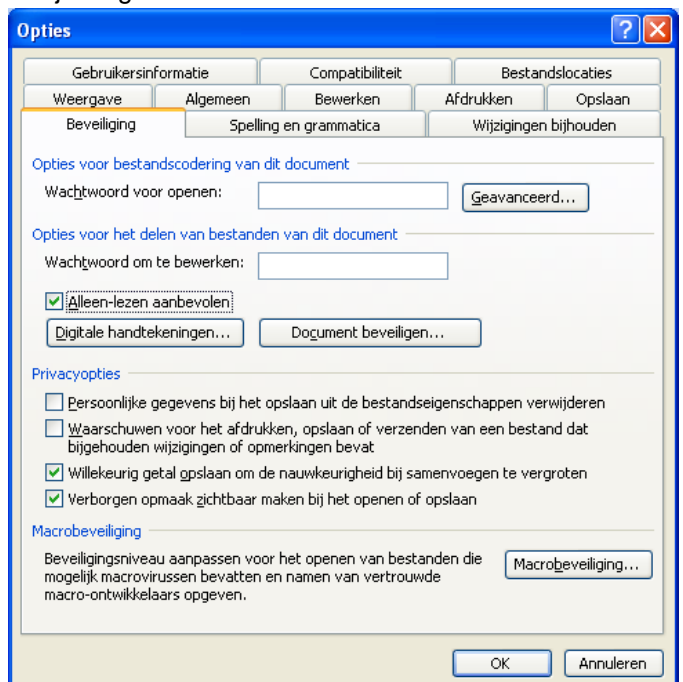 Opties
Gebruikersinformatie Compatibiliteit Bestandslocaties
Weergave Algemeen Bewerken Afdrukken Opslaan
Beveiliging Spelling en grammatica Wijzigingen bijhouden
Opties voor bestandscodering van dit document
Wachtwoord voor openen: Geavanceerd...
Opties voor het delen van bestanden van dit document
Wachtwoord om te bewerken:
Alleen-lezen aanbevolen
Digitale handtekeningen... Document beveiligen...
Privacyopties
Persoonlijke gegevens bij het opslaan uit de bestandseigenschappen verwijderen
Waarschuwen voor het afdrukken, opslaan of verzenden van een bestand dat
bijgehouden wijzigingen of opmerkingen bevat
Willekeurig getal opslaan om de nauwkeurigheid bij samenvoegen te vergroten
Verborgen opmaak zichtbaar maken bij het openen of opslaan
Macrobeveiliging
Beveiligingsniveau aanpassen voor het openen van bestanden die
mogelijk macrovirussen bevatten en namen van vertrouwde
macro-ontwikkelaars opgeven.
Macrobeveiliging...
OK Annuleren